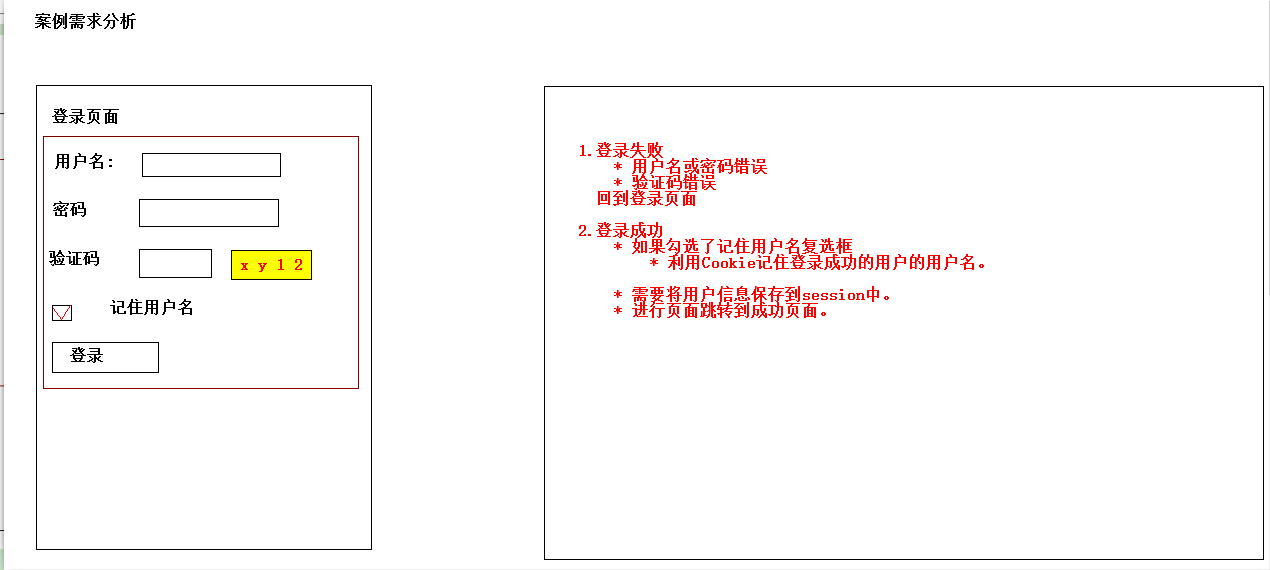 案例需求分析
登录页面
用户名：
密码
验证码
x y 1 2
记住用户名
登录
1.登录失败
* 用户名或密码错误
* 验证码错误
回到登录页面
2.登录成功
* 如果勾选了记住用户名复选框
* 利用Cookie记住登录成功的用户的用户名。
* 需要将用户信息保存到session中。
* 进行页面跳转到成功页面。